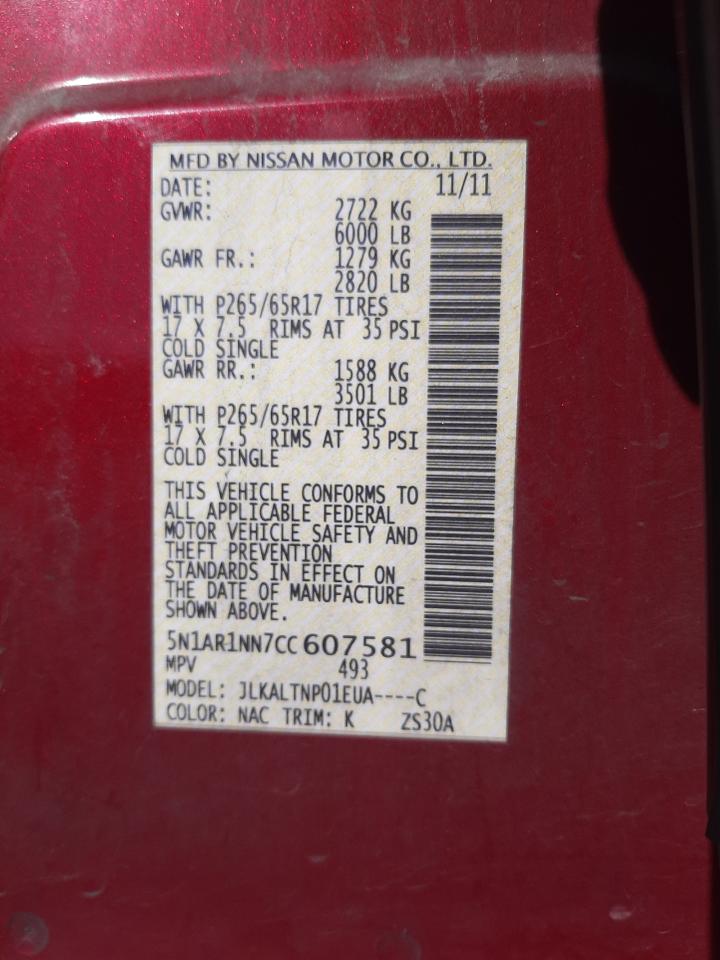 MFD BY NISSAN MOTOR CO., LTD.
DATE: 11/11
GVWR: 2722 KG
6000 LB
GAWR FR.: 1279 KG
2820 LB
WITH P265/65R17 TIRES
17 X 7.5 RIMS AT 35 PSI
COLD SINGLE
GAWR RR.: 1588 KG
3501 LB
WITH P265/65R17 TIRES
17 X 7.5 RIMS AT 35 PSI
COLD SINGLE
THIS VEHICLE CONFORMS TO
ALL APPLICABLE FEDERAL
MOTOR VEHICLE SAFETY AND
THEFT PREVENTION
STANDARDS IN EFFECT ON
THE DATE OF MANUFACTURE
SHOWN ABOVE.
5N1AR1NN7CC607581
MPV 493
MODEL: JLKALTNP01EUA----C
COLOR: NAC TRIM: K ZS30A